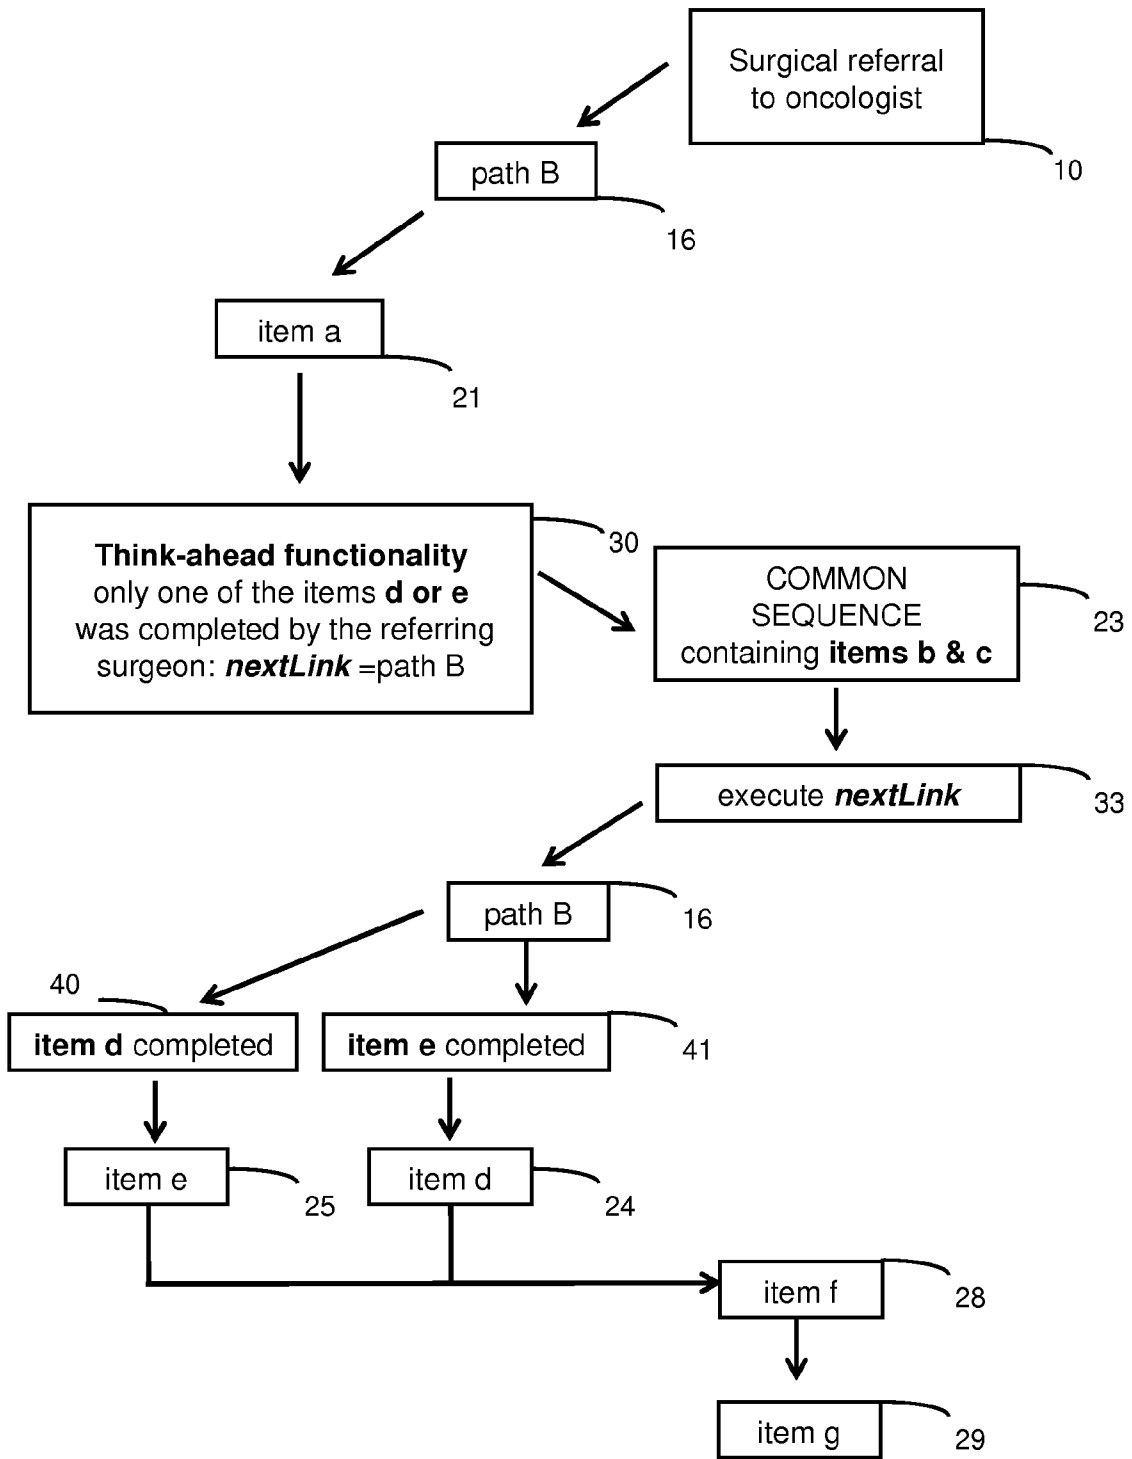 Surgical referral
to oncologist
10
path B
16
item a
21
Think-ahead functionality
only one of the items d or e
was completed by the referring
surgeon: nextLink =path B
30
COMMON
SEQUENCE
containing items b & c
23
execute nextLink
33
path B
16
40
item d completed
item e completed
41
item e
25
item d
24
item f
28
item g
29